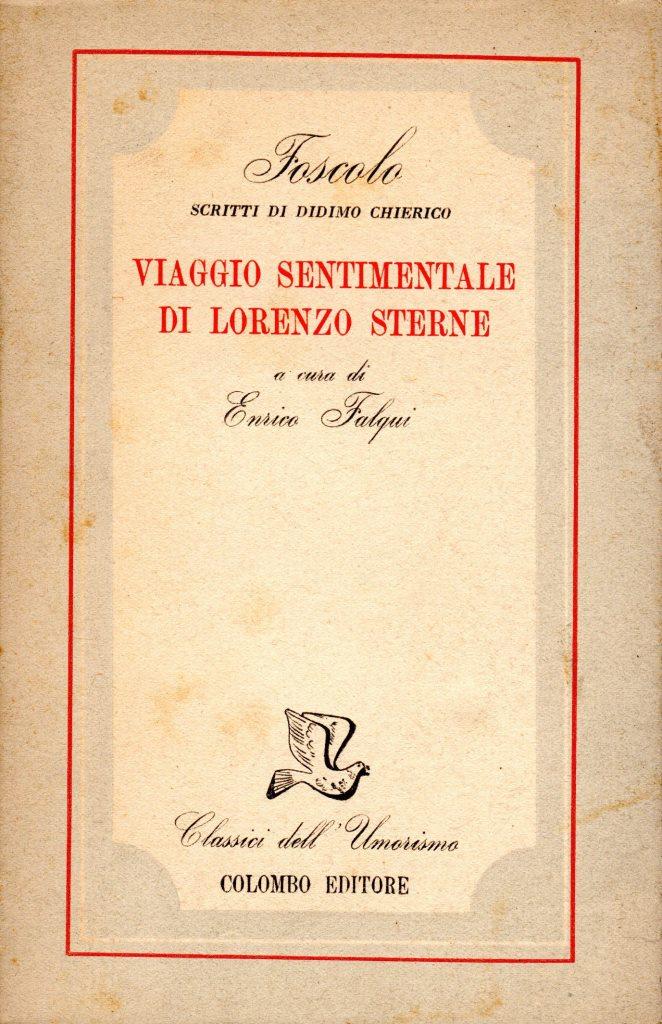 Foscolo
SCRITTI DI DIDIMO CHIERICO
VIAGGIO SENTIMENTALE
DI LORENZO STERNE
a cura di
Enrico Falqui
Classici dell'Umorismo
COLOMBO EDITORE